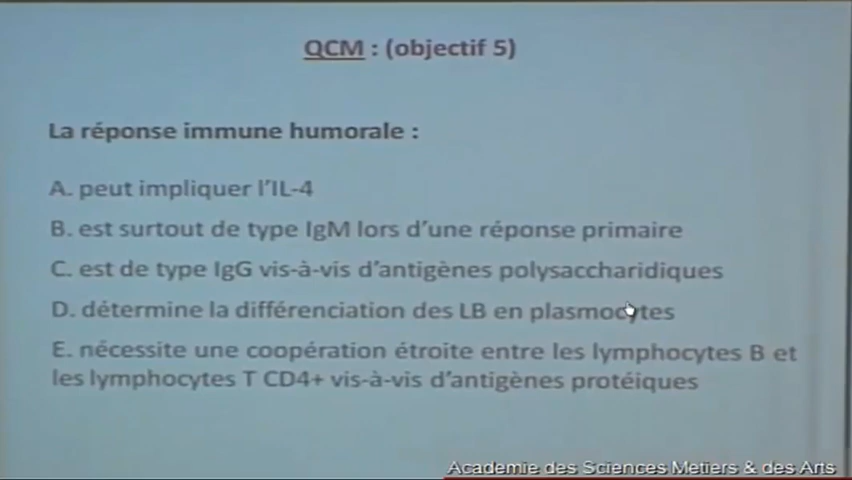 QCM : (objectif 5)
La réponse immune humorale :
A. peut impliquer l'IL-4
B. est surtout de type IgM lors d'une réponse primaire
C. est de type IgG vis-à-vis d'antigènes polysaccharidiques
D. détermine la différenciation des LB en plasmocytes
E. nécessite une coopération étroite entre les lymphocytes B et
les lymphocytes T CD4+ vis-à-vis d'antigènes protéiques
Academie des Sciences Metiers & des Arts